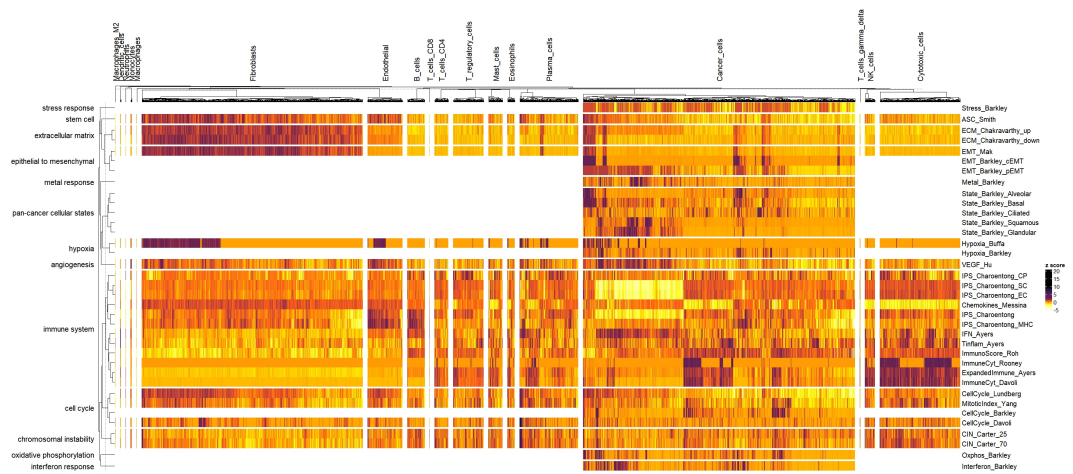 Macrophages_M2
Dendritic_cells
Neutrophils
Monocytes
Macrophages
Fibroblasts
Endothelial
B_cells
T_cells_CD8
T_cells_CD4
T_regulatory_cells
Mast_cells
Eosinophils
Plasma_cells
Cancer_cells
T_cells_gamma_delta
NK_cells
Cytotoxic_cells
stress response
stem cell
extracellular matrix
epithelial to mesenchymal
metal response
pan-cancer cellular states
hypoxia
angiogenesis
immune system
cell cycle
chromosomal instability
oxidative phosphorylation
interferon response
Stress_Barkley
ASC_Smith
ECM_Chakravarthy_up
ECM_Chakravarthy_down
EMT_Mak
EMT_Barkley_cEMT
EMT_Barkley_pEMT
Metal_Barkley
State_Barkley_Alveolar
State_Barkley_Basal
State_Barkley_Ciliated
State_Barkley_Squamous
State_Barkley_Glandular
Hypoxia_Buffa
Hypoxia_Barkley
VEGF_Hu
IPS_Charoentong_CP
IPS_Charoentong_SC
IPS_Charoentong_EC
Chemokines_Messina
IPS_Charoentong
IPS_Charoentong_MHC
IFN_Ayers
Tinflam_Ayers
ImmunoScore_Roh
ImmuneCyt_Rooney
ExpandedImmune_Ayers
ImmuneCyt_Davoli
CellCycle_Lundberg
MitoticIndex_Yang
CellCycle_Barkley
CellCycle_Davoli
CIN_Carter_25
CIN_Carter_70
Oxphos_Barkley
Interferon_Barkley
z score
20
15
10
5
0
-5